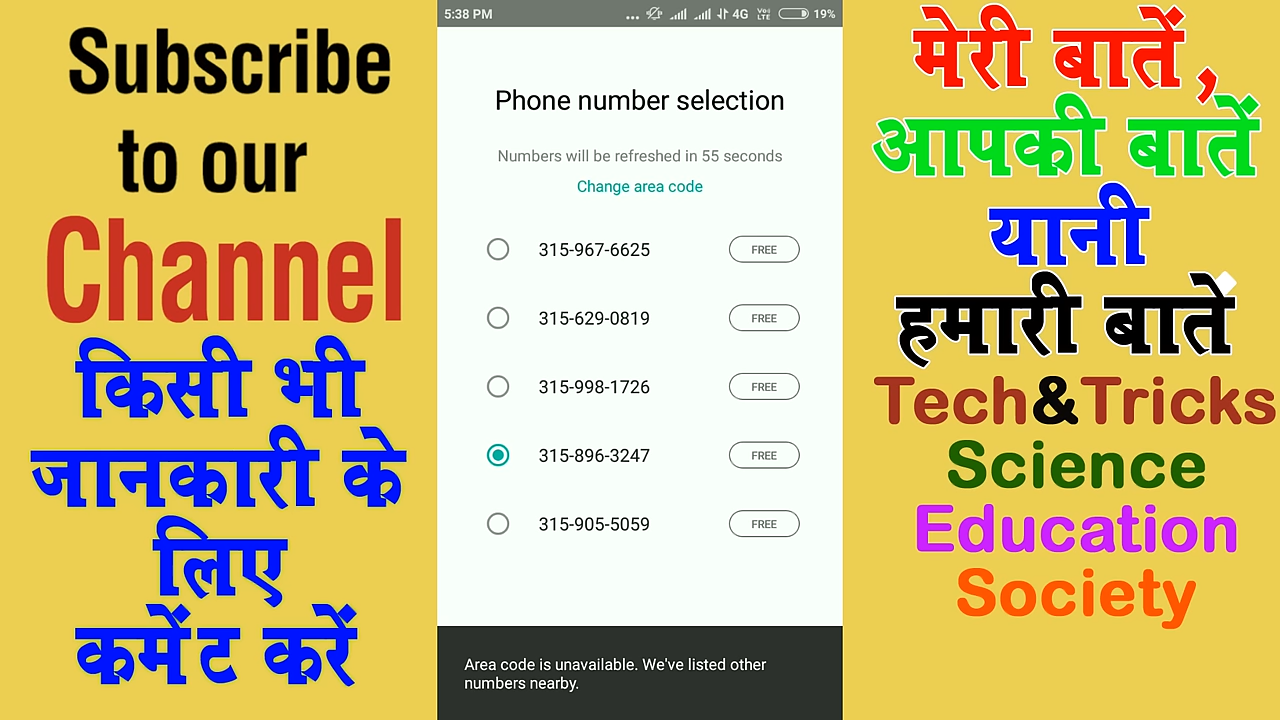 Subscribe
to our
Channel
किसी भी
जानकारी के
लिए
कमेंट करें
5:38 PM ... 4G Vo) LTE 19%
Phone number selection
Numbers will be refreshed in 55 seconds
Change area code
315-967-6625 FREE
315-629-0819 FREE
315-998-1726 FREE
315-896-3247 FREE
315-905-5059 FREE
Area code is unavailable. We've listed other
numbers nearby.
मेरी बातें,
आपकी बातें
यानी
हमारी बातें
Tech&Tricks
Science
Education
Society